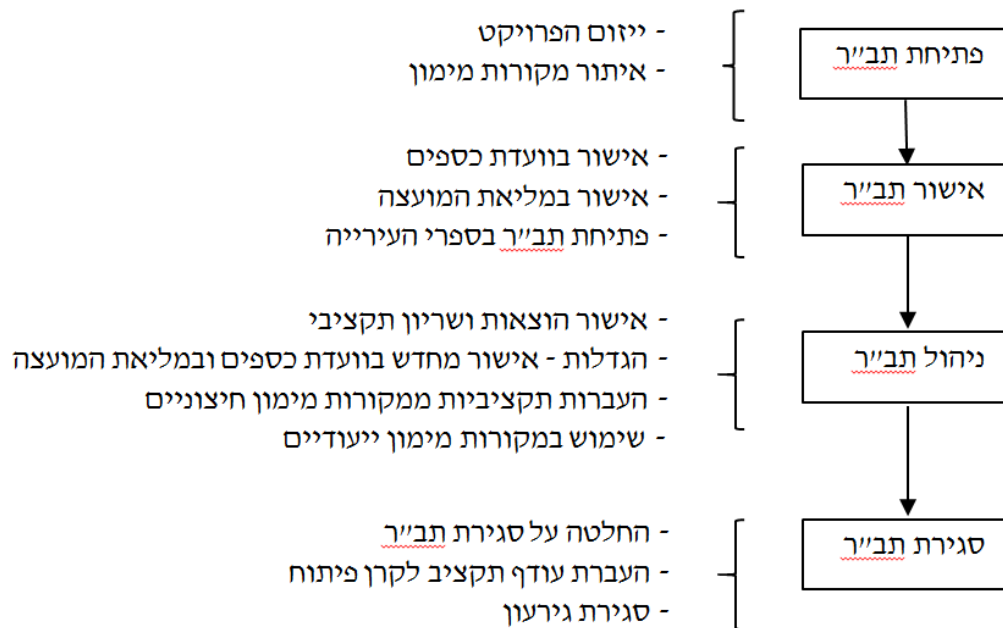 פתיחת תב"ר
- ייזום הפרויקט
- איתור מקורות מימון
אישור תב"ר
- אישור בוועדת כספים
- אישור במליאת המועצה
- פתיחת תב"ר בספרי העירייה
ניהול תב"ר
- אישור הוצאות ושריון תקציבי
- הגדלות - אישור מחדש בוועדת כספים ובמליאת המועצה
- העברות תקציביות ממקורות מימון חיצוניים
- שימוש במקורות מימון ייעודיים
סגירת תב"ר
- החלטה על סגירת תב"ר
- העברת עודף תקציב לקרן פיתוח
- סגירת גירעון